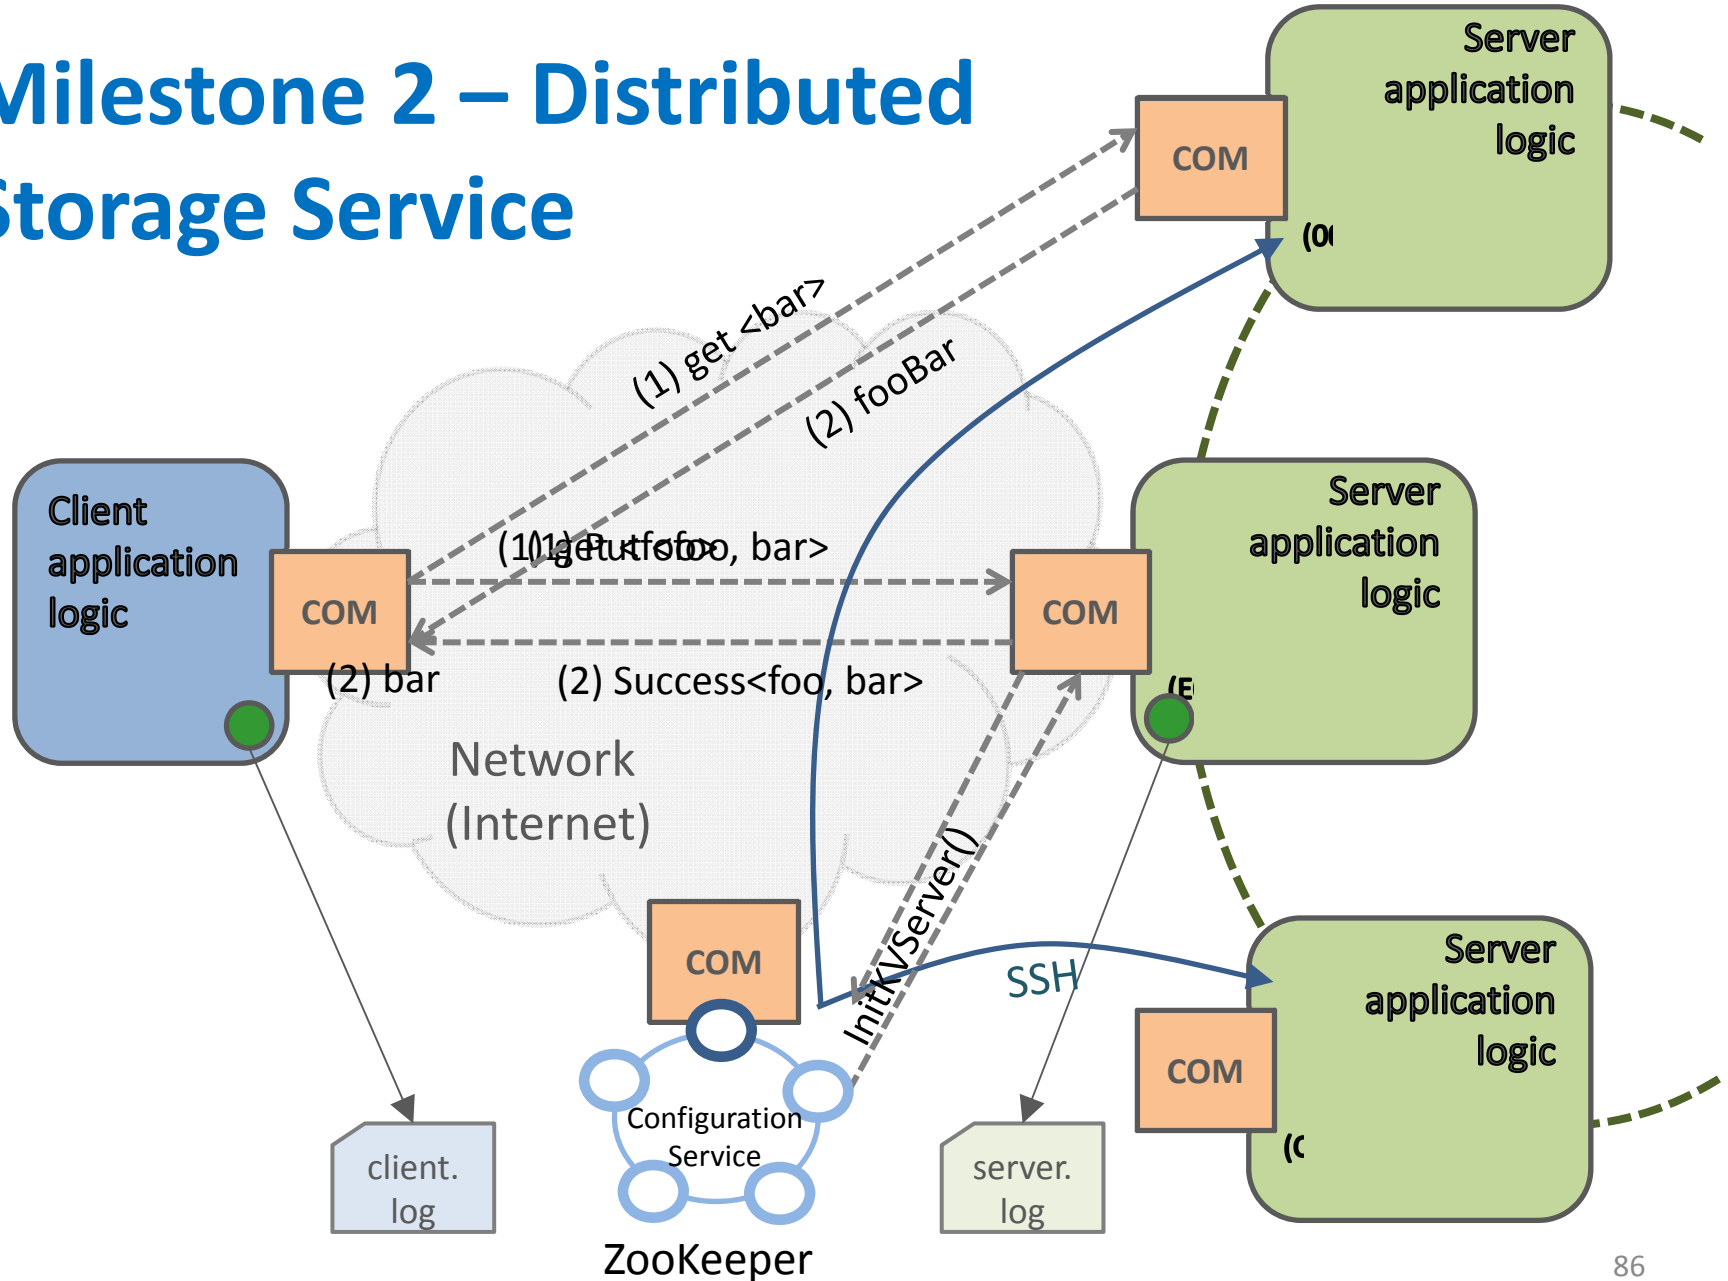 Milestone 2 – Distributed
Storage Service
Server
application
logic
COM
(1) get <bar>
(2) fooBar
Client
application
logic
COM
foo, bar>
(2) bar
(2) Success<foo, bar>
COM
Server
application
logic
Network
(Internet)
InitKVServer()
COM
SSH
Server
application
logic
COM
Configuration
Service
client.
log
server.
log
ZooKeeper
86